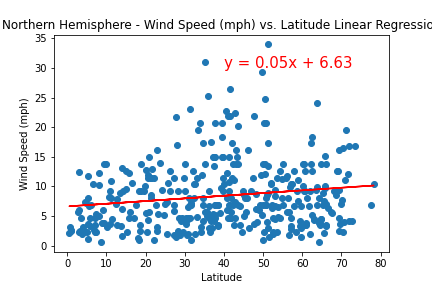 Northern Hemisphere - Wind Speed (mph) vs. Latitude Linear Regressio
y = 0.05x + 6.63
Wind Speed (mph)
35
30
25
20
15
10
5
0
0 10 20 30 40 50 60 70 80
Latitude